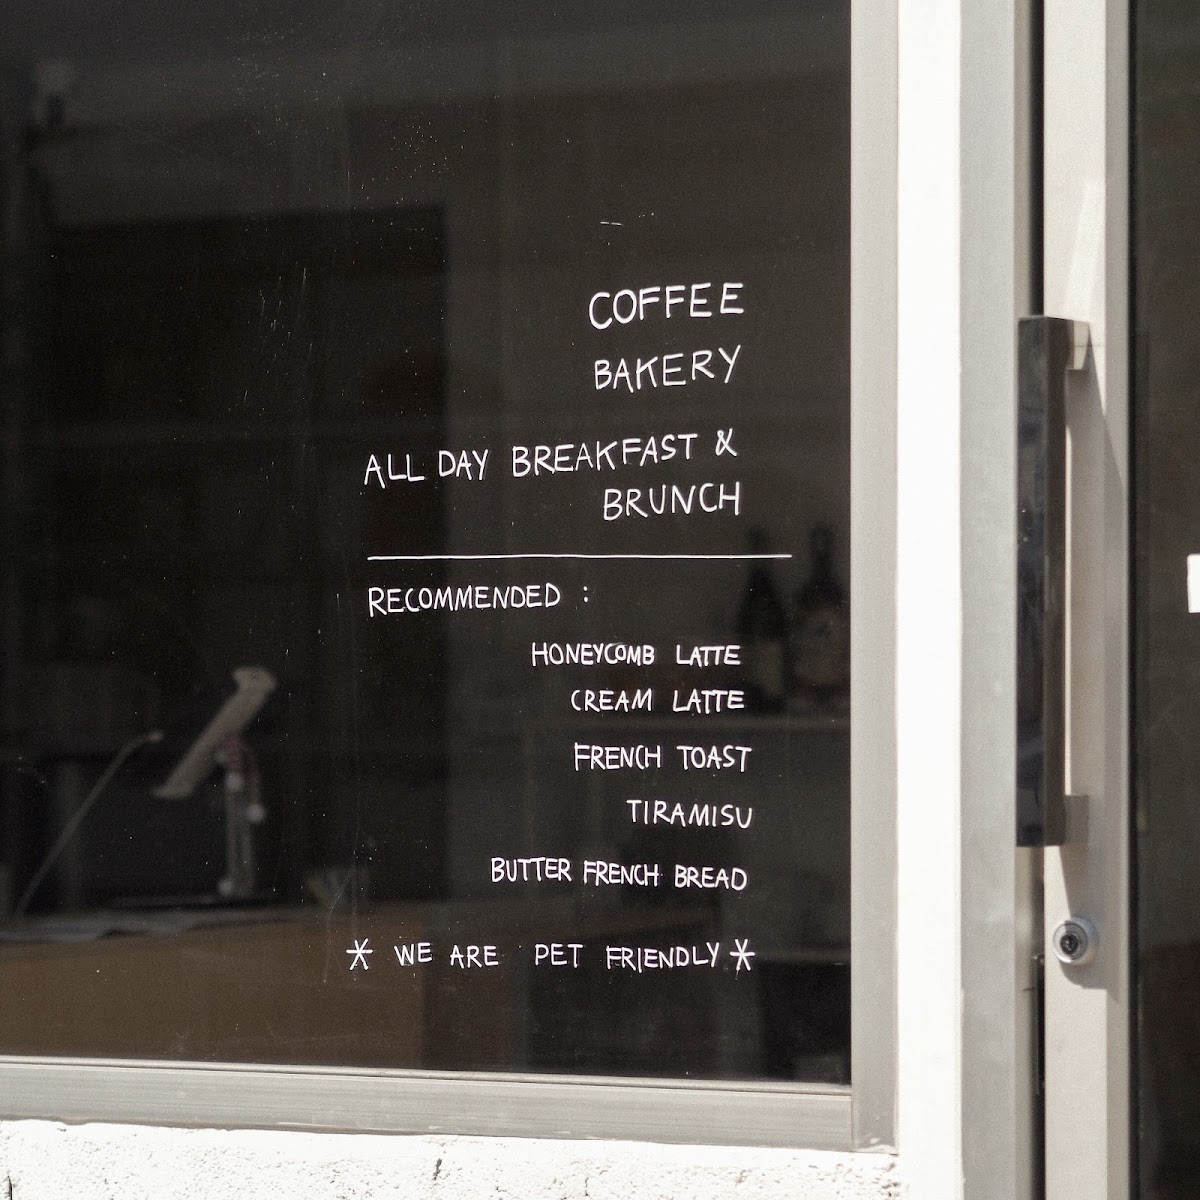 COFFEE
BAKERY
ALL DAY BREAKFAST &
BRUNCH
RECOMMENDED :
HONEYCOMB LATTE
CREAM LATTE
FRENCH TOAST
TIRAMISU
BUTTER FRENCH BREAD
* WE ARE PET FRIENDLY *